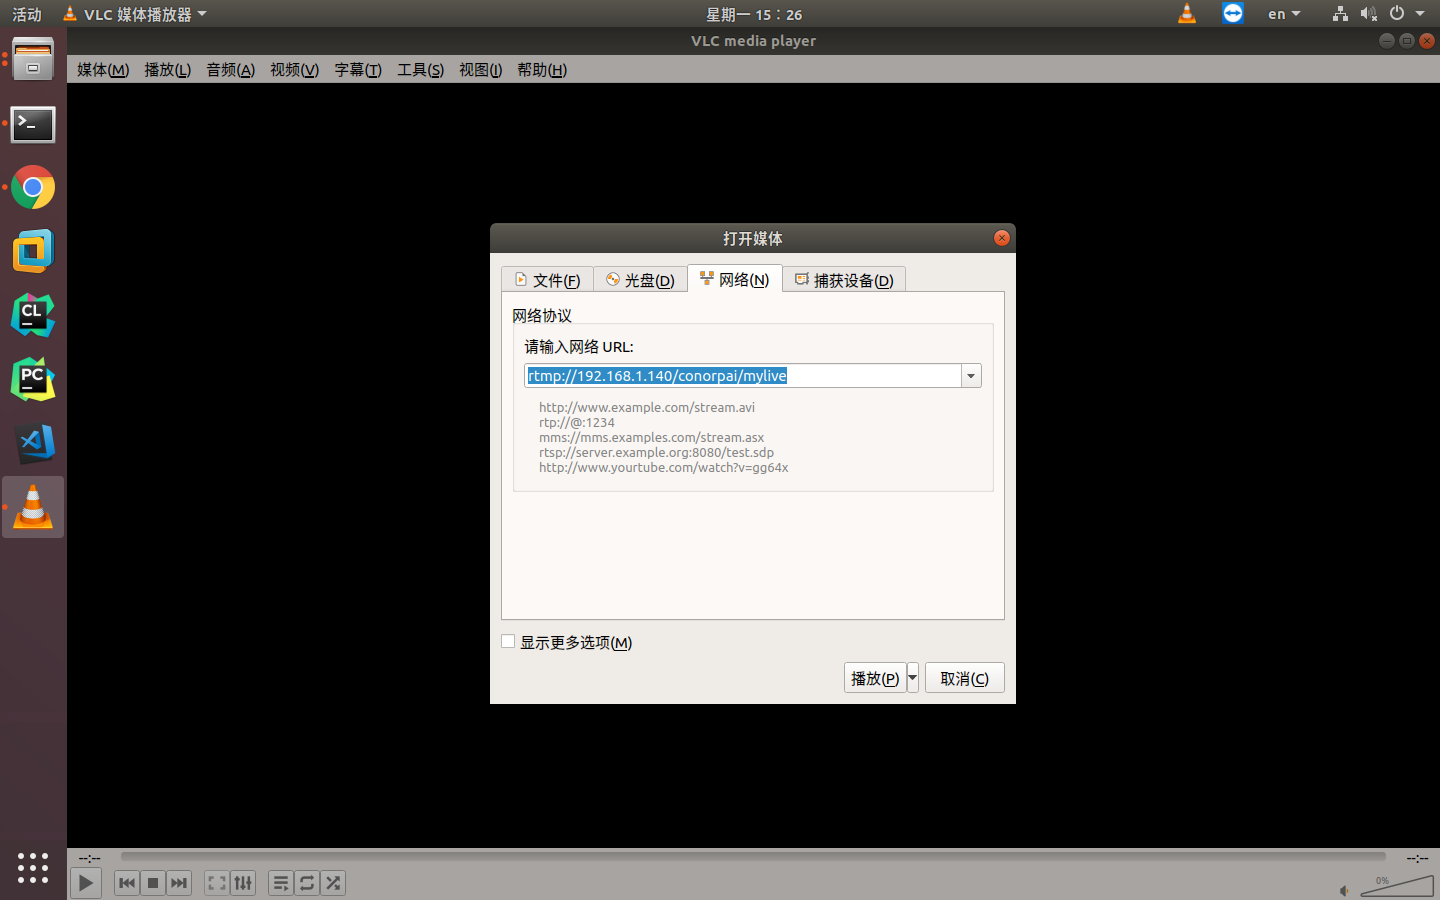 活动
VLC 媒体播放器
星期一 15：26
en
VLC media player
媒体(M) 播放(L) 音频(A) 视频(V) 字幕(T) 工具(S) 视图(I) 帮助(H)
CL
PC
打开媒体
文件(F) 光盘(D) 网络(N) 捕获设备(D)
网络协议
请输入网络 URL:
rtmp://192.168.1.140/conorpai/mylive
http://www.example.com/stream.avi
rtp://@:1234
mms://mms.examples.com/stream.asx
rtsp://server.example.org:8080/test.sdp
http://www.yourtube.com/watch?v=gg64x
显示更多选项(M)
播放(P) 取消(C)
--:-- --:--
0%